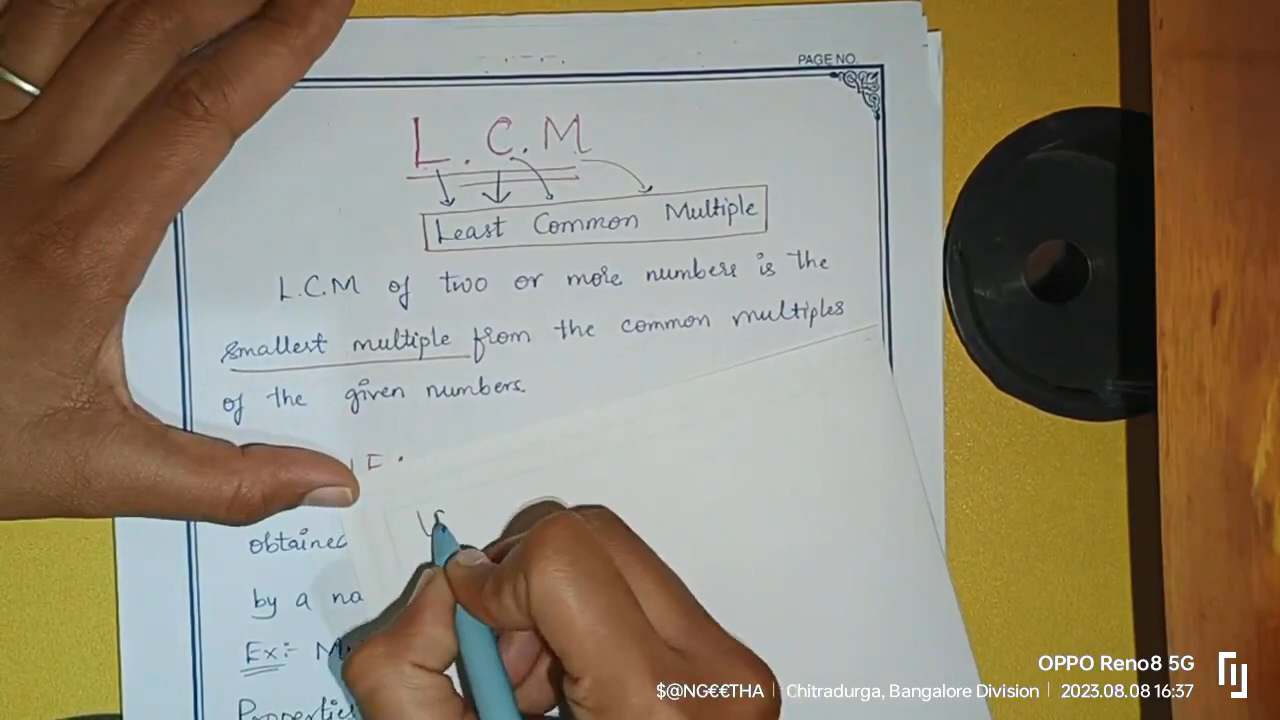 PAGE NO.
L.C.M
Least Common Multiple
L.C.M of two or more numbers is the
smallest multiple from the common multiples
of the given numbers.
obtained
by a na
Ex:-
Properties
OPPO Reno8 5G
$@NG€€THA | Chitradurga, Bangalore Division | 2023.08.08 16:37